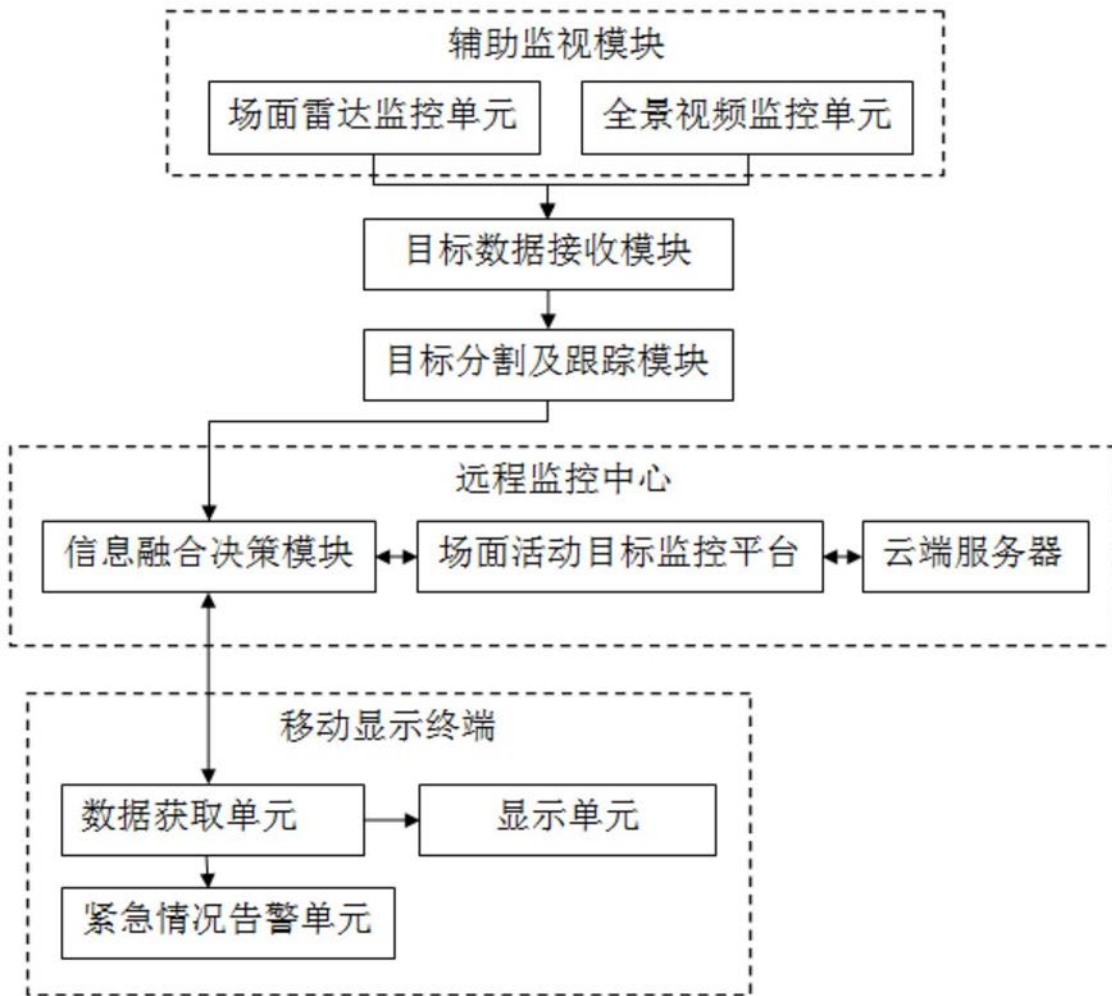 辅助监视模块
场面雷达监控单元
全景视频监控单元
目标数据接收模块
目标分割及跟踪模块
远程监控中心
信息融合决策模块
场面活动目标监控平台
云端服务器
移动显示终端
数据获取单元
显示单元
紧急情况告警单元